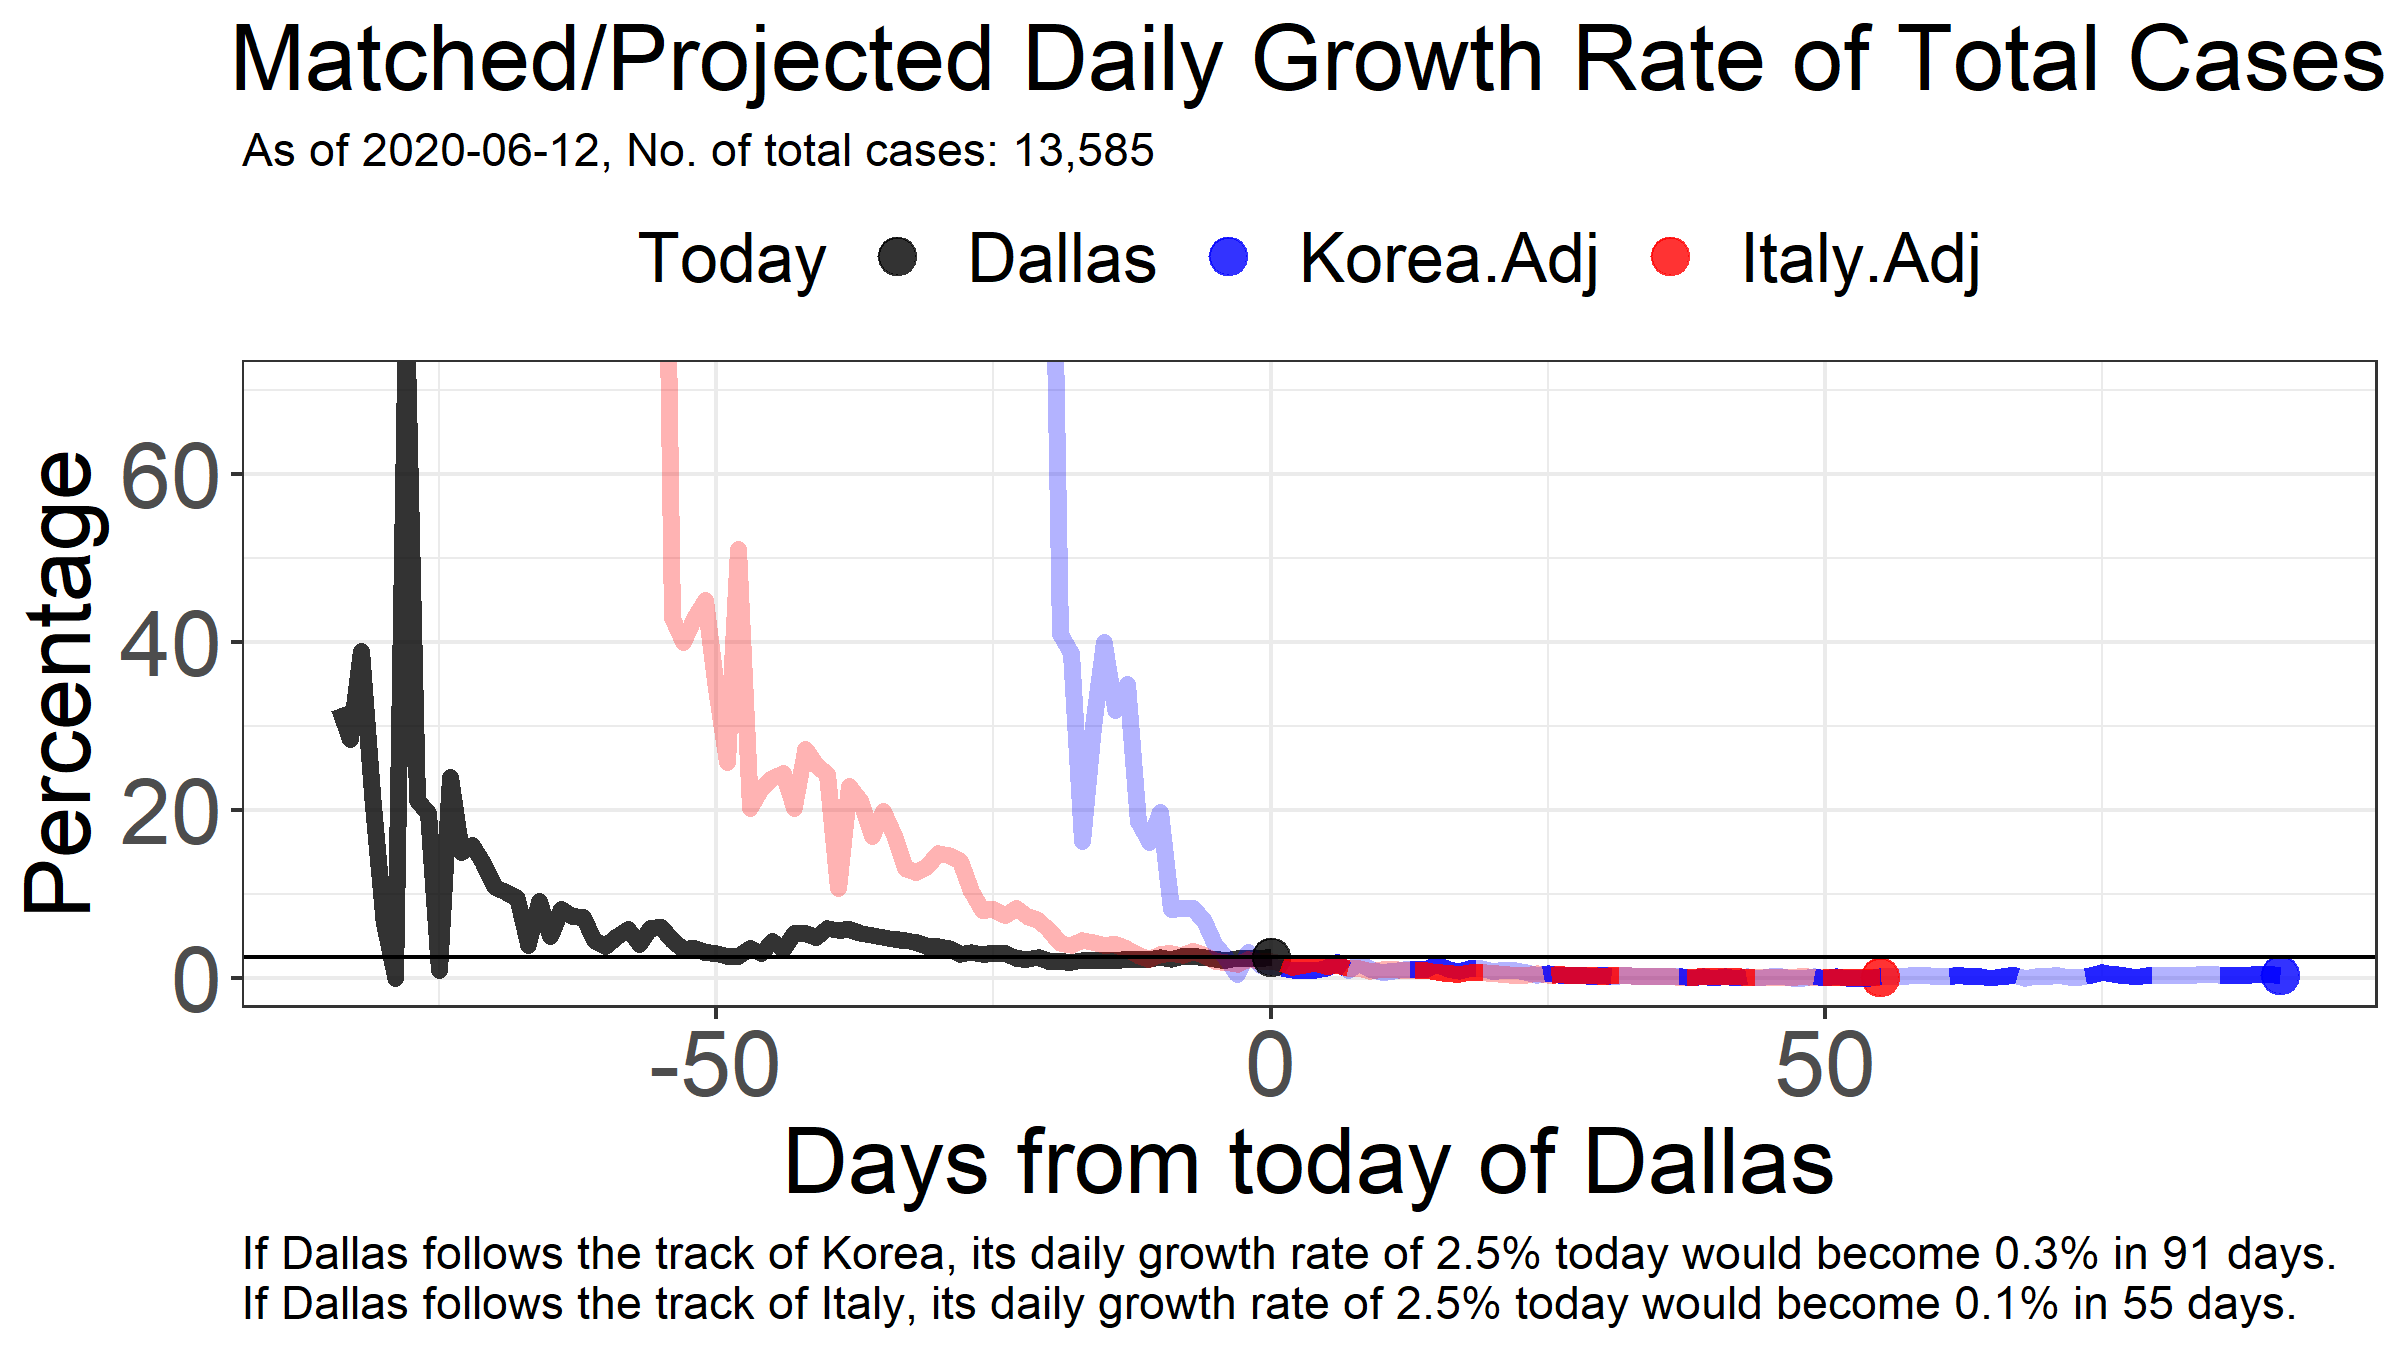 Matched/Projected Daily Growth Rate of Total Cases
As of 2020-06-12, No. of total cases: 13,585
Today Dallas Korea.Adj Italy.Adj
Percentage
60
40
20
0
-50 0 50
Days from today of Dallas
If Dallas follows the track of Korea, its daily growth rate of 2.5% today would become 0.3% in 91 days.
If Dallas follows the track of Italy, its daily growth rate of 2.5% today would become 0.1% in 55 days.